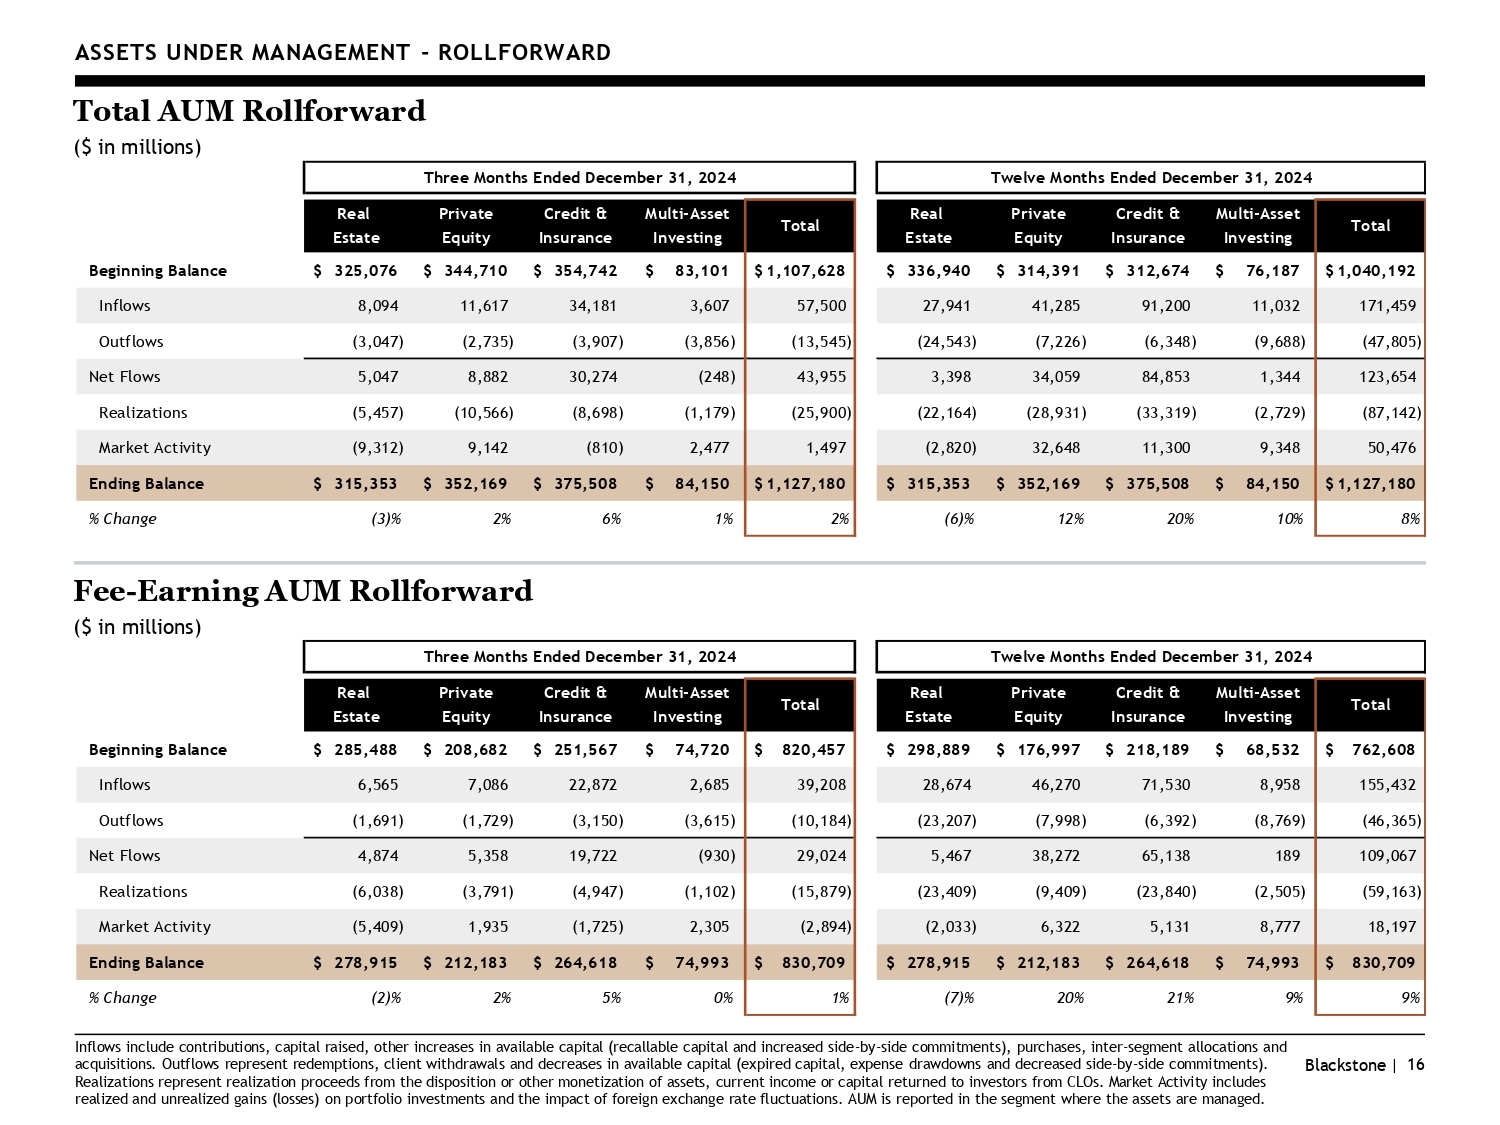 ASSETS UNDER MANAGEMENT - ROLLFORWARD
Total AUM Rollforward
($ in millions)
Three Months Ended December 31, 2024 Twelve Months Ended December 31, 2024
Real Estate Private Equity Credit & Insurance Multi-Asset Investing Total Real Estate Private Equity Credit & Insurance Multi-Asset Investing Total
Beginning Balance $ 325,076 $ 344,710 $ 354,742 $ 83,101 $ 1,107,628 $ 336,940 $ 314,391 $ 312,674 $ 76,187 $ 1,040,192
Inflows 8,094 11,617 34,181 3,607 57,500 27,941 41,285 91,200 11,032 171,459
Outflows (3,047) (2,735) (3,907) (3,856) (13,545) (24,543) (7,226) (6,348) (9,688) (47,805)
Net Flows 5,047 8,882 30,274 (248) 43,955 3,398 34,059 84,853 1,344 123,654
Realizations (5,457) (10,566) (8,698) (1,179) (25,900) (22,164) (28,931) (33,319) (2,729) (87,142)
Market Activity (9,312) 9,142 (810) 2,477 1,497 (2,820) 32,648 11,300 9,348 50,476
Ending Balance $ 315,353 $ 352,169 $ 375,508 $ 84,150 $ 1,127,180 $ 315,353 $ 352,169 $ 375,508 $ 84,150 $ 1,127,180
% Change (3)% 2% 6% 1% 2% (6)% 12% 20% 10% 8%
Fee-Earning AUM Rollforward
($ in millions)
Three Months Ended December 31, 2024 Twelve Months Ended December 31, 2024
Real Estate Private Equity Credit & Insurance Multi-Asset Investing Total Real Estate Private Equity Credit & Insurance Multi-Asset Investing Total
Beginning Balance $ 285,488 $ 208,682 $ 251,567 $ 74,720 $ 820,457 $ 298,889 $ 176,997 $ 218,189 $ 68,532 $ 762,608
Inflows 6,565 7,086 22,872 2,685 39,208 28,674 46,270 71,530 8,958 155,432
Outflows (1,691) (1,729) (3,150) (3,615) (10,184) (23,207) (7,998) (6,392) (8,769) (46,365)
Net Flows 4,874 5,358 19,722 (930) 29,024 5,467 38,272 65,138 189 109,067
Realizations (6,038) (3,791) (4,947) (1,102) (15,879) (23,409) (9,409) (23,840) (2,505) (59,163)
Market Activity (5,409) 1,935 (1,725) 2,305 (2,894) (2,033) 6,322 5,131 8,777 18,197
Ending Balance $ 278,915 $ 212,183 $ 264,618 $ 74,993 $ 830,709 $ 278,915 $ 212,183 $ 264,618 $ 74,993 $ 830,709
% Change (2)% 2% 5% 0% 1% (7)% 20% 21% 9% 9%
Inflows include contributions, capital raised, other increases in available capital (recallable capital and increased side-by-side commitments), purchases, inter-segment allocations and
acquisitions. Outflows represent redemptions, client withdrawals and decreases in available capital (expired capital, expense drawdowns and decreased side-by-side commitments).
Realizations represent realization proceeds from the disposition or other monetization of assets, current income or capital returned to investors from CLOs. Market Activity includes
realized and unrealized gains (losses) on portfolio investments and the impact of foreign exchange rate fluctuations. AUM is reported in the segment where the assets are managed.
Blackstone | 16